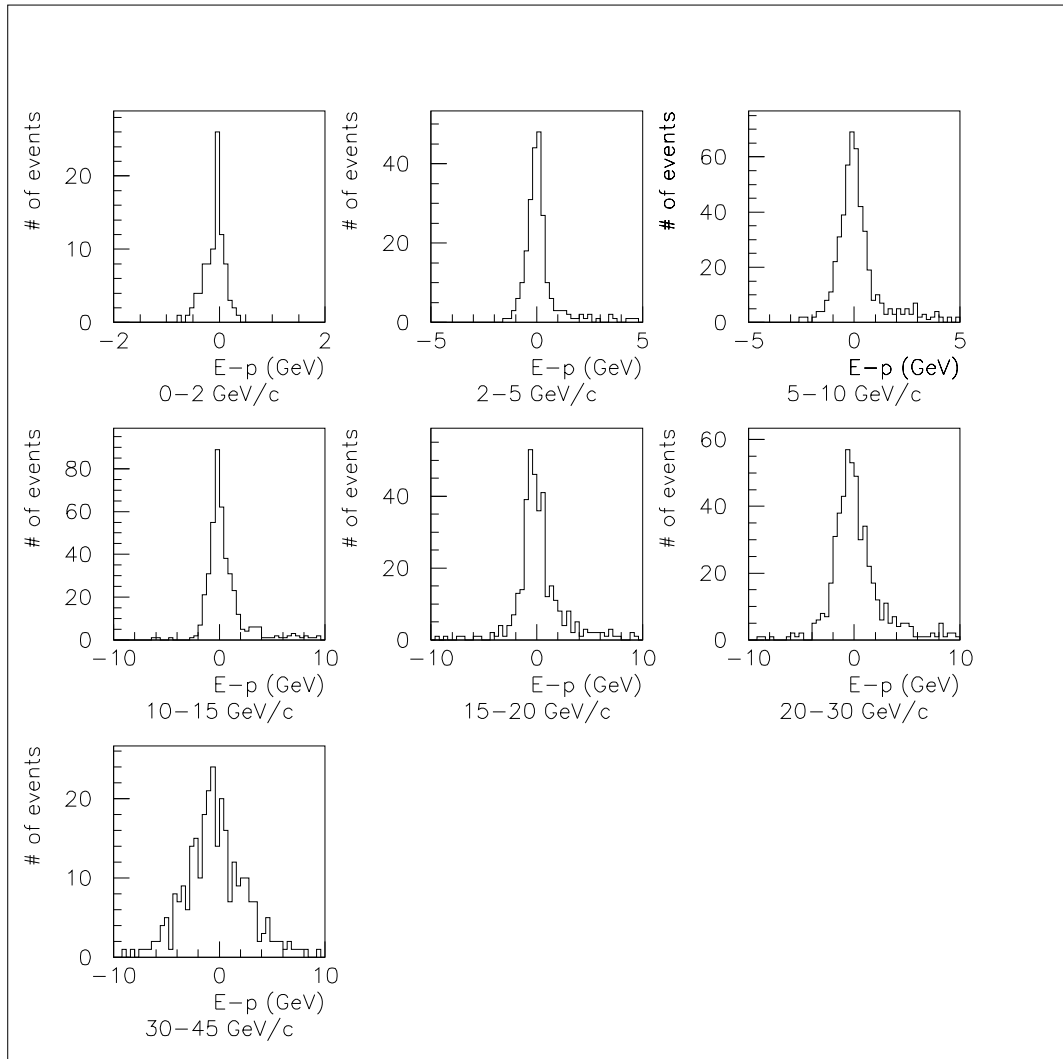 # of events
20
10
0
−2 0 2
E−p (GeV)
0−2 GeV/c
# of events
40
20
0
−5 0 5
E−p (GeV)
2−5 GeV/c
# of events
60
40
20
0
−5 0 5
E−p (GeV)
5−10 GeV/c
# of events
80
60
40
20
0
−10 0 10
E−p (GeV)
10−15 GeV/c
# of events
40
20
0
−10 0 10
E−p (GeV)
15−20 GeV/c
# of events
60
40
20
0
−10 0 10
E−p (GeV)
20−30 GeV/c
# of events
20
10
0
−10 0 10
E−p (GeV)
30−45 GeV/c